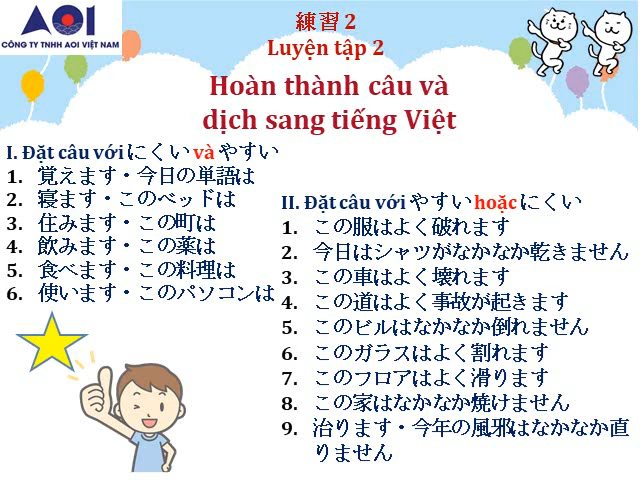 AOI
CÔNG TY TNHH AOI VIỆT NAM
練習 2
Luyện tập 2
Hoàn thành câu và
dịch sang tiếng Việt
I. Đặt câu với にくい và やすい
1. 覚えます・今日の単語は
2. 寝ます・このベッドは
3. 住みます・この町は
4. 飲みます・この薬は
5. 食べます・この料理は
6. 使います・このパソコンは
II. Đặt câu với やすい hoặc にくい
1. この服はよく破れます
2. 今日はシャツがなかなか乾きません
3. この車はよく壊れます
4. この道はよく事故が起きます
5. このビルはなかなか倒れません
6. このガラスはよく割れます
7. このフロアはよく滑ります
8. この家はなかなか焼けません
9. 治ります・今年の風邪はなかなか直
りません